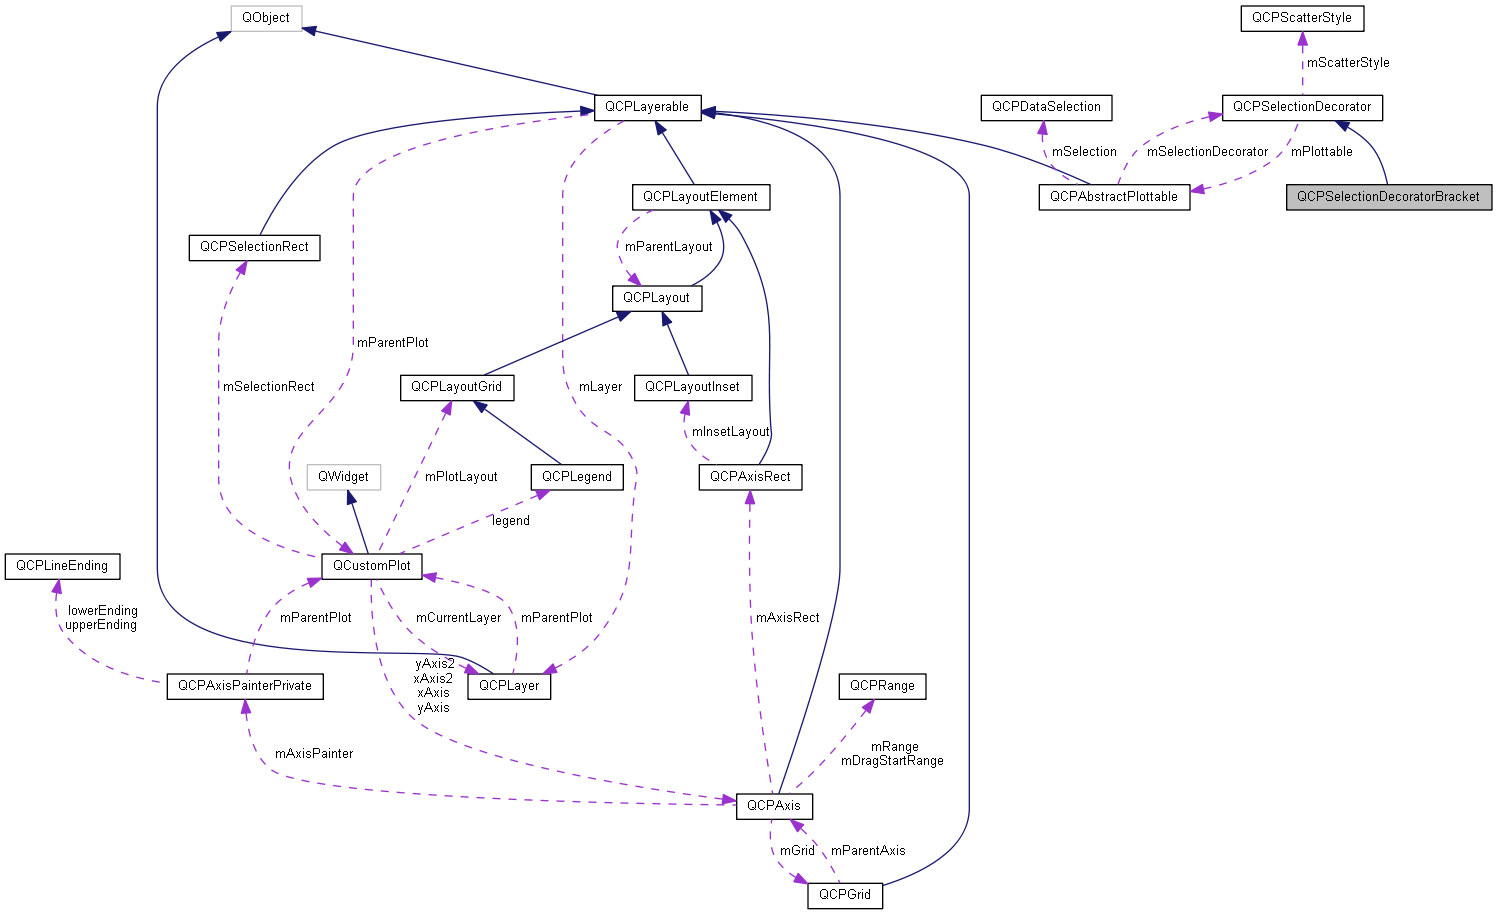 QObject
QCPScatterStyle
mScatterStyle
QCPLayerable
QCPDataSelection
QCPSelectionDecorator
mSelection
mSelectionDecorator
mPlottable
QCPLayoutElement
QCPAbstractPlottable
QCPSelectionDecoratorBracket
QCPSelectionRect
mParentLayout
QCPLayout
mParentPlot
mSelectionRect
QCPLayoutGrid
mLayer
QCPLayoutInset
mInsetLayout
QWidget
mPlotLayout
QCPLegend
QCPAxisRect
legend
QCPLineEnding
QCustomPlot
lowerEnding
upperEnding
mParentPlot
mCurrentLayer
mParentPlot
mAxisRect
yAxis2
xAxis2
xAxis
yAxis
QCPAxisPainterPrivate
QCPLayer
QCPRange
mAxisPainter
mRange
mDragStartRange
QCPAxis
mGrid
mParentAxis
QCPGrid